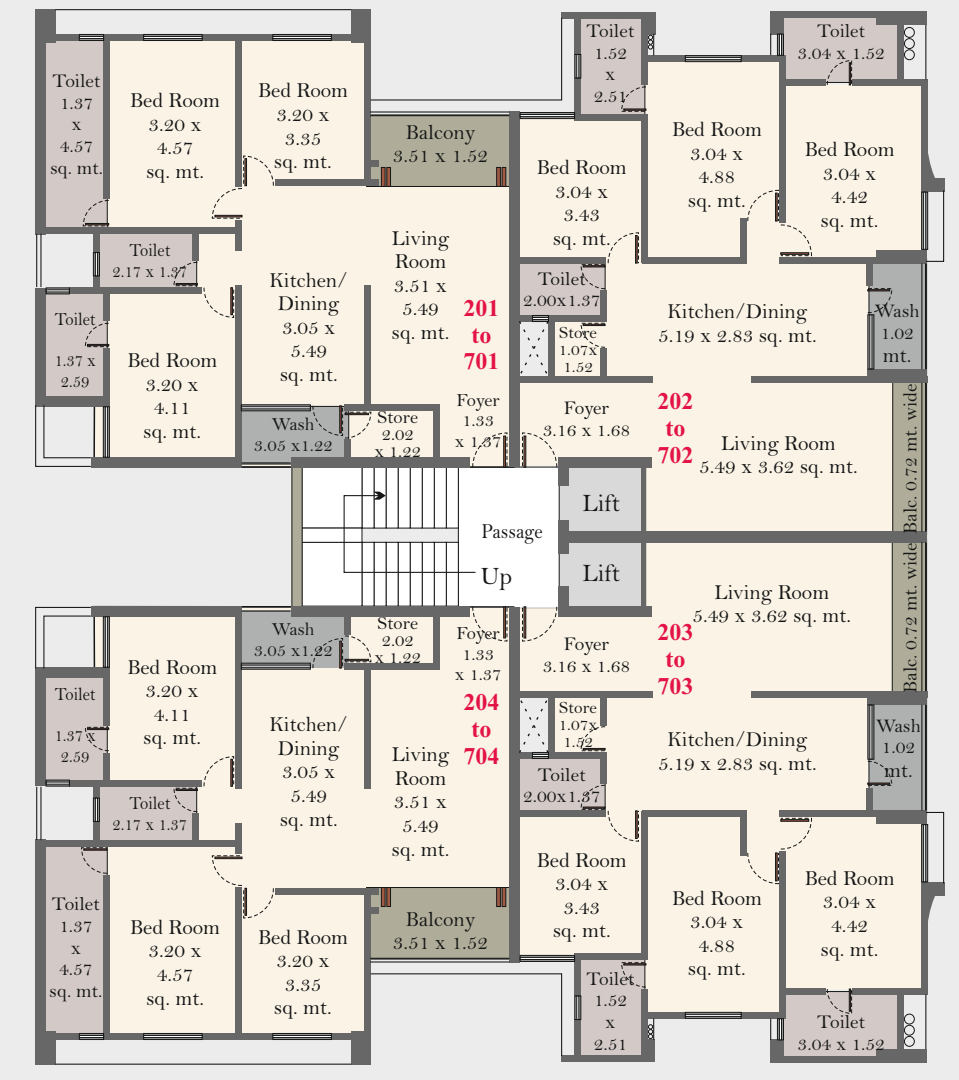 Toilet
1.37
x
4.57
sq. mt.
Bed Room
3.20 x
4.57
sq. mt.
Bed Room
3.20 x
3.35
sq. mt.
Balcony
3.51 x 1.52
Toilet
2.17 x 1.37
Toilet
1.37 x
2.59
Bed Room
3.20 x
4.11
sq. mt.
Kitchen/
Dining
3.05 x
5.49
sq. mt.
Living
Room
3.51 x
5.49
sq. mt.
201
to
701
Wash
3.05 x1.22
Store
2.02
x 1.22
Foyer
1.33
x 1.37
Toilet
1.52
x
2.51
Toilet
3.04 x 1.52
Bed Room
3.04 x
3.43
sq. mt.
Bed Room
3.04 x
4.88
sq. mt.
Bed Room
3.04 x
4.42
sq. mt.
Toilet
2.00x1.37
Store
1.07x
1.52
Kitchen/Dining
5.19 x 2.83 sq. mt.
Wash
1.02
mt.
Foyer
3.16 x 1.68
202
to
702
Living Room
5.49 x 3.62 sq. mt.
Balc. 0.72 mt. wide
Lift
Passage
Up
Lift
Living Room
5.49 x 3.62 sq. mt.
Balc. 0.72 mt. wide
Foyer
3.16 x 1.68
203
to
703
Store
1.07x
1.52
Toilet
2.00x1.37
Kitchen/Dining
5.19 x 2.83 sq. mt.
Wash
1.02
mt.
Bed Room
3.04 x
3.43
sq. mt.
Bed Room
3.04 x
4.88
sq. mt.
Bed Room
3.04 x
4.42
sq. mt.
Toilet
1.52
x
2.51
Toilet
3.04 x 1.52
Wash
3.05 x1.22
Store
2.02
x 1.22
Foyer
1.33
x 1.37
204
to
704
Bed Room
3.20 x
4.11
sq. mt.
Toilet
1.37 x
2.59
Toilet
2.17 x 1.37
Kitchen/
Dining
3.05 x
5.49
sq. mt.
Living
Room
3.51 x
5.49
sq. mt.
Toilet
1.37
x
4.57
sq. mt.
Bed Room
3.20 x
4.57
sq. mt.
Bed Room
3.20 x
3.35
sq. mt.
Balcony
3.51 x 1.52